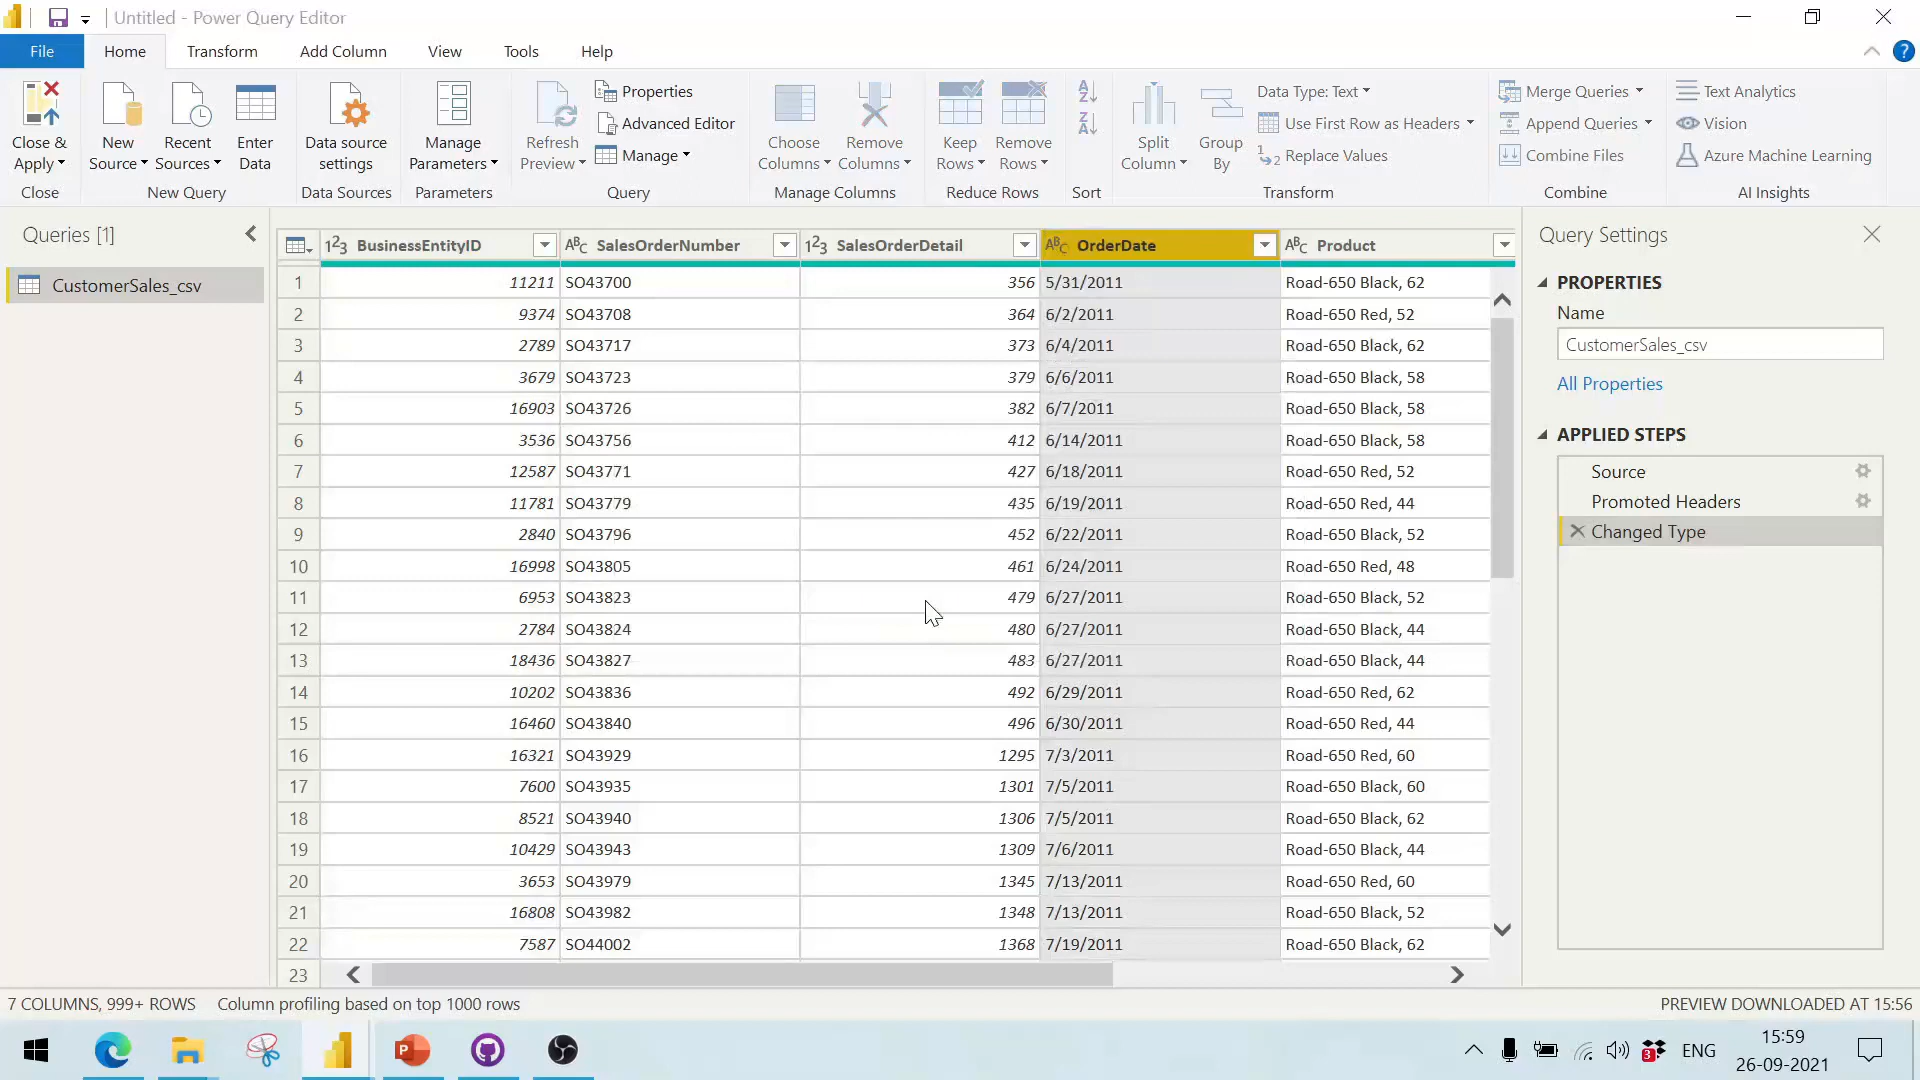 Untitled - Power Query Editor
File Home Transform Add Column View Tools Help
Close & Apply
New Source
Recent Sources
Enter Data
Data source settings
Manage Parameters
Refresh Preview
Properties
Advanced Editor
Manage
Choose Columns
Remove Columns
Keep Rows
Remove Rows
Split Column
Group By
Data Type: Text
Use First Row as Headers
Replace Values
Merge Queries
Append Queries
Combine Files
Text Analytics
Vision
Azure Machine Learning
Close New Query Data Sources Parameters Query Manage Columns Reduce Rows Sort Transform Combine AI Insights
Queries [1]
CustomerSales_csv
BusinessEntityID SalesOrderNumber SalesOrderDetail OrderDate Product
1 11211 SO43700 356 5/31/2011 Road-650 Black, 62
2 9374 SO43708 364 6/2/2011 Road-650 Red, 52
3 2789 SO43717 373 6/4/2011 Road-650 Black, 62
4 3679 SO43723 379 6/6/2011 Road-650 Black, 58
5 16903 SO43726 382 6/7/2011 Road-650 Black, 58
6 3536 SO43756 412 6/14/2011 Road-650 Black, 58
7 12587 SO43771 427 6/18/2011 Road-650 Red, 52
8 11781 SO43779 435 6/19/2011 Road-650 Red, 44
9 2840 SO43796 452 6/22/2011 Road-650 Black, 52
10 16998 SO43805 461 6/24/2011 Road-650 Red, 48
11 6953 SO43823 479 6/27/2011 Road-650 Black, 52
12 2784 SO43824 480 6/27/2011 Road-650 Black, 44
13 18436 SO43827 483 6/27/2011 Road-650 Black, 44
14 10202 SO43836 492 6/29/2011 Road-650 Red, 62
15 16460 SO43840 496 6/30/2011 Road-650 Red, 44
16 16321 SO43929 1295 7/3/2011 Road-650 Red, 60
17 7600 SO43935 1301 7/5/2011 Road-650 Black, 60
18 8521 SO43940 1306 7/5/2011 Road-650 Black, 62
19 10429 SO43943 1309 7/6/2011 Road-650 Black, 44
20 3653 SO43979 1345 7/13/2011 Road-650 Red, 60
21 16808 SO43982 1348 7/13/2011 Road-650 Black, 52
22 7587 SO44002 1368 7/19/2011 Road-650 Black, 62
23
Query Settings
PROPERTIES
Name
CustomerSales_csv
All Properties
APPLIED STEPS
Source
Promoted Headers
Changed Type
7 COLUMNS, 999+ ROWS Column profiling based on top 1000 rows PREVIEW DOWNLOADED AT 15:56
ENG
15:59
26-09-2021